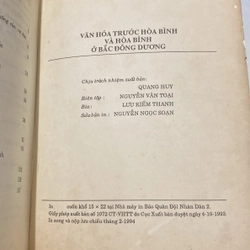 VĂN HÓA TRƯỚC HÒA BÌNH
VÀ HÒA BÌNH
Ở BẮC ĐÔNG DƯƠNG
Chịu trách nhiệm xuất bản:
QUANG HUY
Biên tập: NGUYỄN VĂN TOẠI
Bìa: LƯU KIẾM THANH
Sửa bản in: NGUYỄN NGỌC SOẠN
In cuốn khổ 15 × 22 tại Nhà máy in Báo Quân Đội Nhân Dân 2.
Giấy phép xuất bản số 1072/CT-VHTT do Cục Xuất bản duyệt ngày 4-10-1993.
In xong và nộp lưu chiểu tháng 2-1994